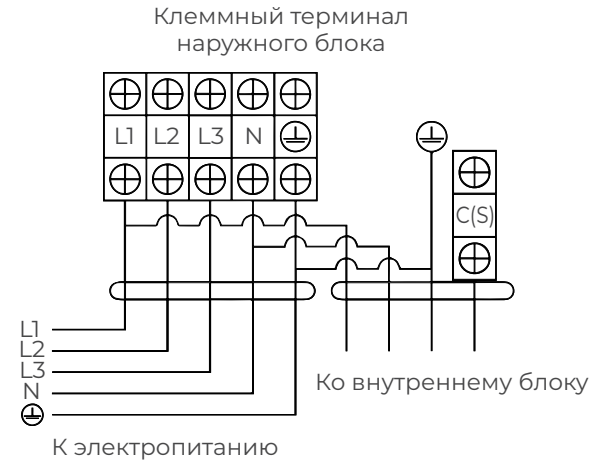 Клеммный терминал
наружного блока
L1 L2 L3 N
C(S)
L1
L2
L3
N
Ко внутреннему блоку
К электропитанию